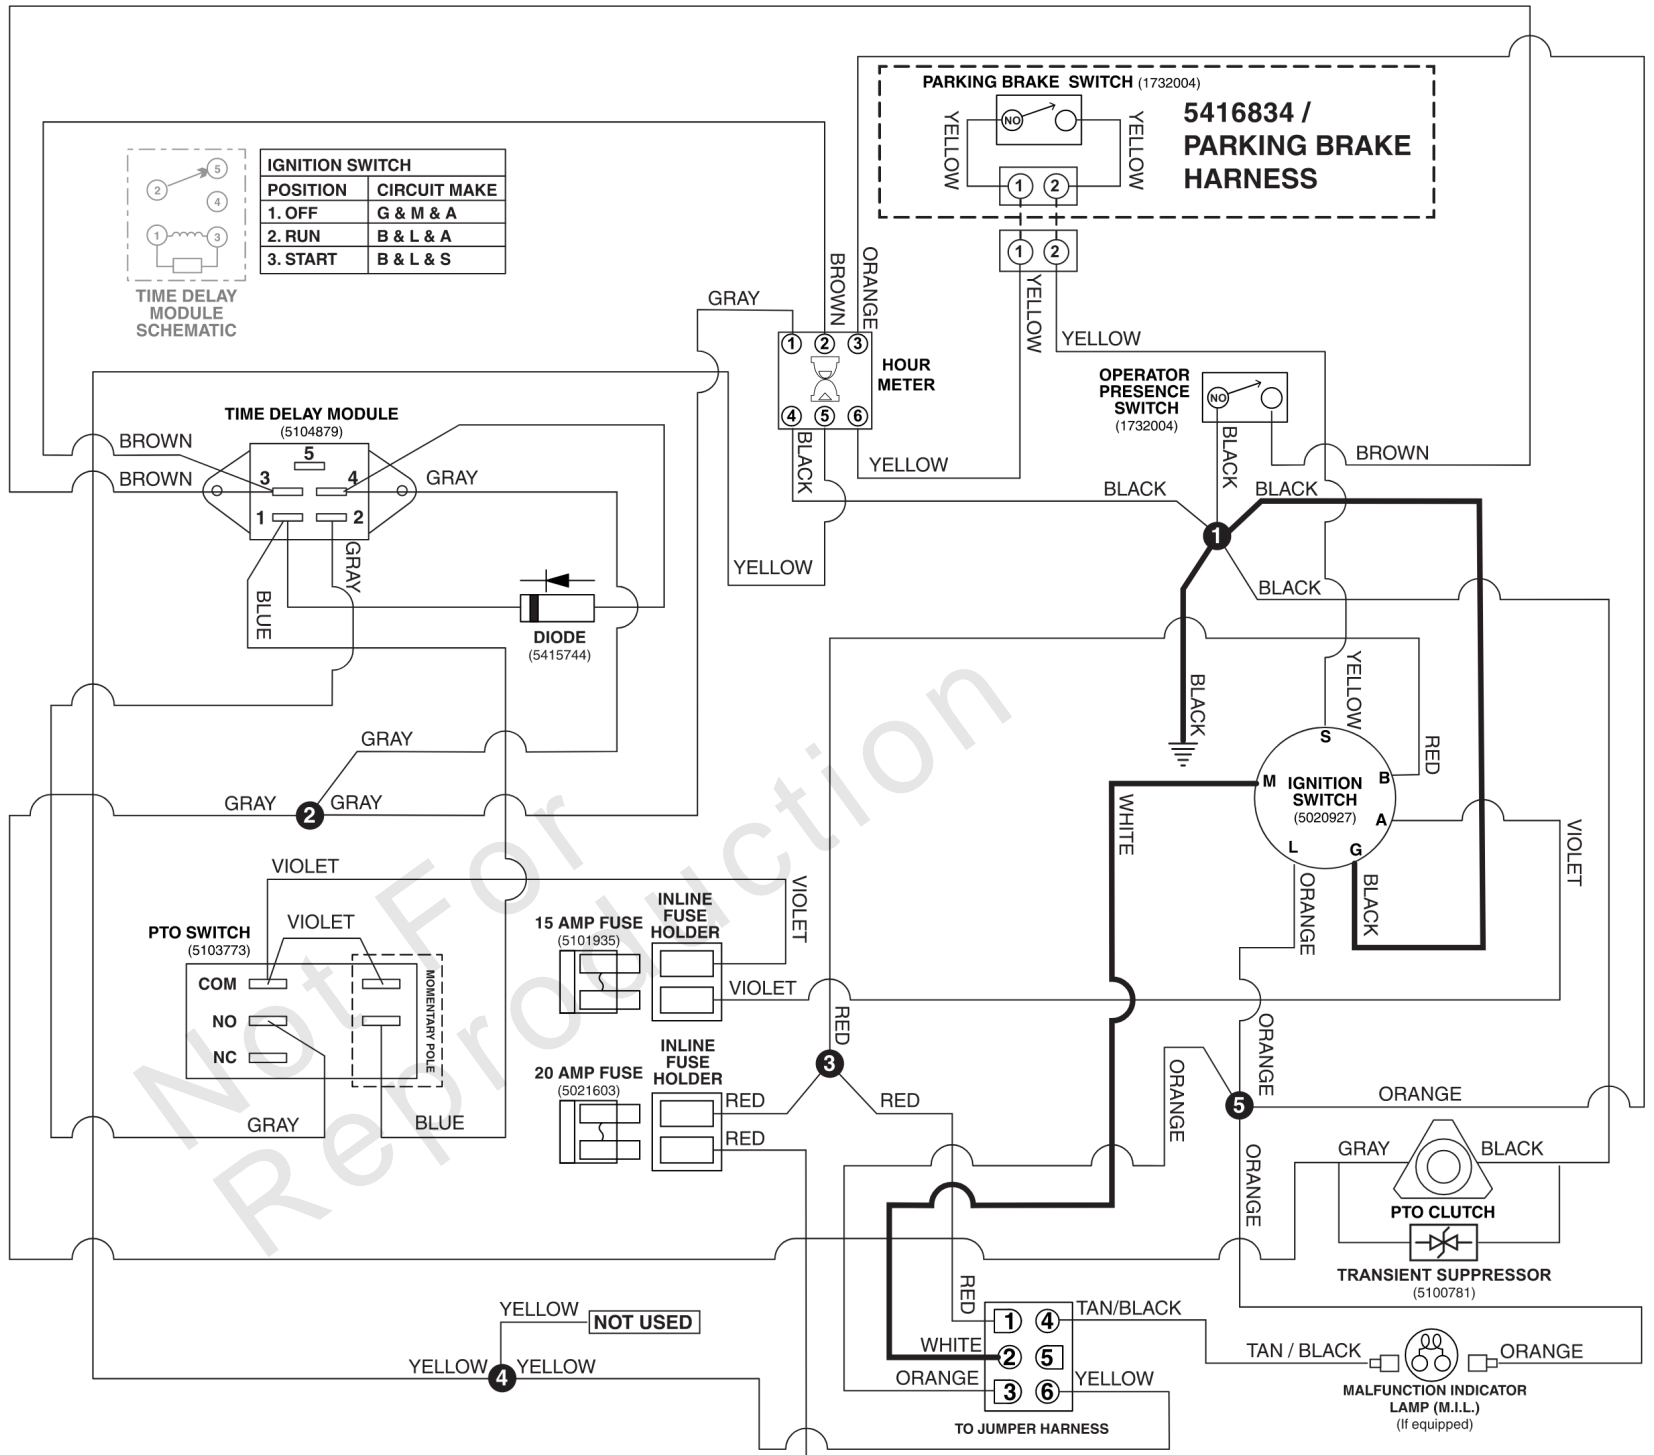 PARKING BRAKE SWITCH (1732004)
NO
YELLOW
YELLOW
1 2
5416834 /
PARKING BRAKE
HARNESS
1 2
YELLOW
YELLOW
2
5
4
1
3
TIME DELAY
MODULE
SCHEMATIC
IGNITION SWITCH
POSITION CIRCUIT MAKE
1. OFF G & M & A
2. RUN B & L & A
3. START B & L & S
GRAY
BROWN
ORANGE
1 2 3
4 5 6
HOUR
METER
BLACK
YELLOW
YELLOW
OPERATOR
PRESENCE
SWITCH
(1732004)
NO
BLACK
BROWN
BLACK
BLACK
1
BLACK
BLACK
TIME DELAY MODULE
(5104879)
BROWN
BROWN
5
3
4
1
2
GRAY
GRAY
BLUE
DIODE
(5415744)
GRAY
GRAY
2
GRAY
YELLOW
RED
S
M
B
A
L
G
IGNITION
SWITCH
(5020927)
WHITE
VIOLET
ORANGE
BLACK
VIOLET
VIOLET
VIOLET
PTO SWITCH
(5103773)
COM
NO
NC
MOMENTARY POLE
GRAY
BLUE
15 AMP FUSE
(5101935)
INLINE
FUSE
HOLDER
VIOLET
RED
3
20 AMP FUSE
(5021603)
INLINE
FUSE
HOLDER
RED
RED
RED
ORANGE
ORANGE
5
ORANGE
ORANGE
GRAY
BLACK
PTO CLUTCH
TRANSIENT SUPPRESSOR
(5100781)
YELLOW
NOT USED
YELLOW
4
YELLOW
RED
WHITE
ORANGE
1 4
2 5
3 6
TAN/BLACK
YELLOW
TO JUMPER HARNESS
TAN / BLACK
ORANGE
MALFUNCTION INDICATOR
LAMP (M.I.L.)
(If equipped)
Not For
Reproduction